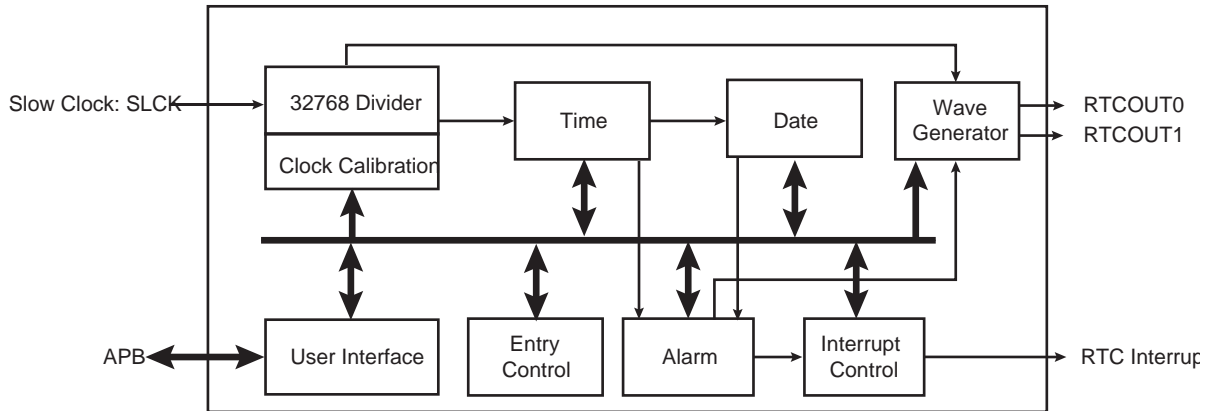 Slow Clock: SLCK
32768 Divider
Clock Calibration
Time
Date
Wave
Generator
RTCOUT0
RTCOUT1
APB
User Interface
Entry
Control
Alarm
Interrupt
Control
RTC Interrup